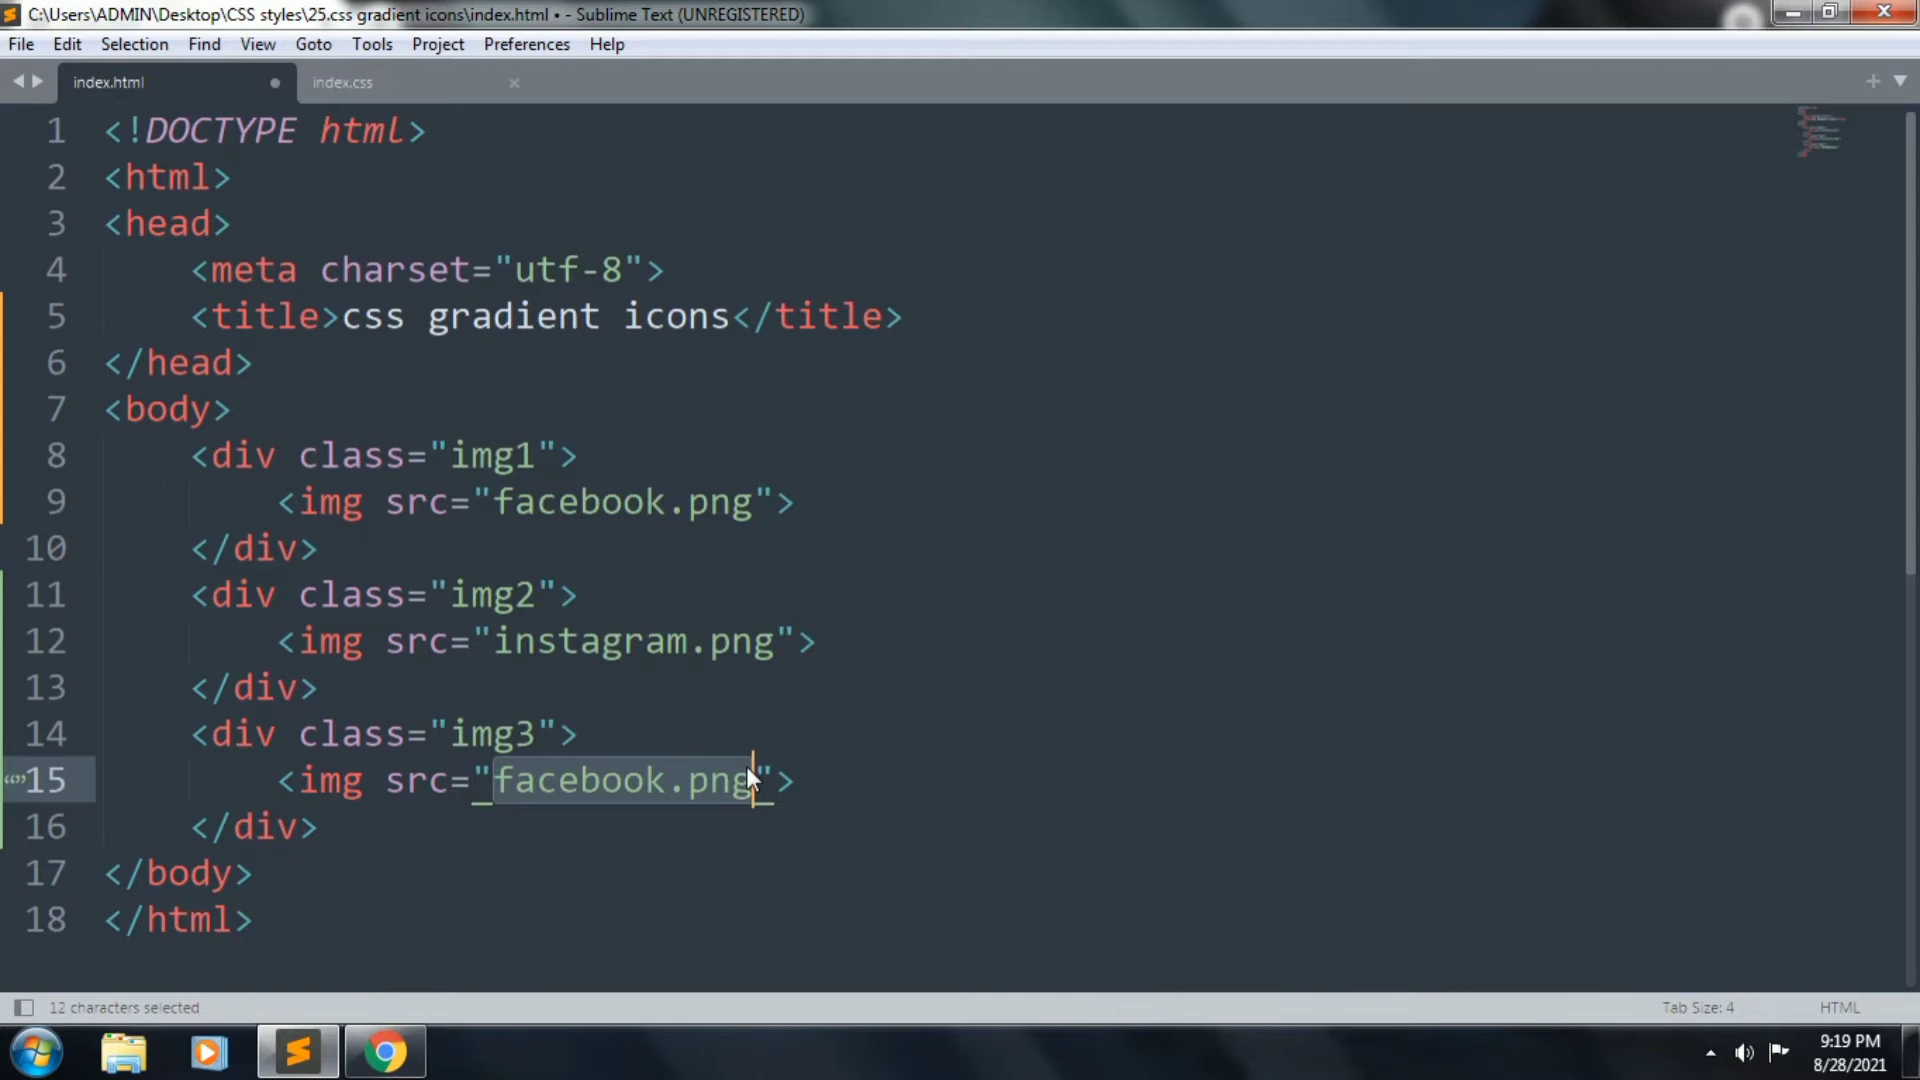 C:\Users\ADMIN\Desktop\CSS styles\25.css gradient icons\index.html • - Sublime Text (UNREGISTERED)
File Edit Selection Find View Goto Tools Project Preferences Help
index.html index.css
1 <!DOCTYPE html>
2 <html>
3 <head>
4 <meta charset="utf-8">
5 <title>css gradient icons</title>
6 </head>
7 <body>
8 <div class="img1">
9 <img src="facebook.png">
10 </div>
11 <div class="img2">
12 <img src="instagram.png">
13 </div>
14 <div class="img3">
15 <img src="facebook.png">
16 </div>
17 </body>
18 </html>
12 characters selected Tab Size: 4 HTML
9:19 PM
8/28/2021